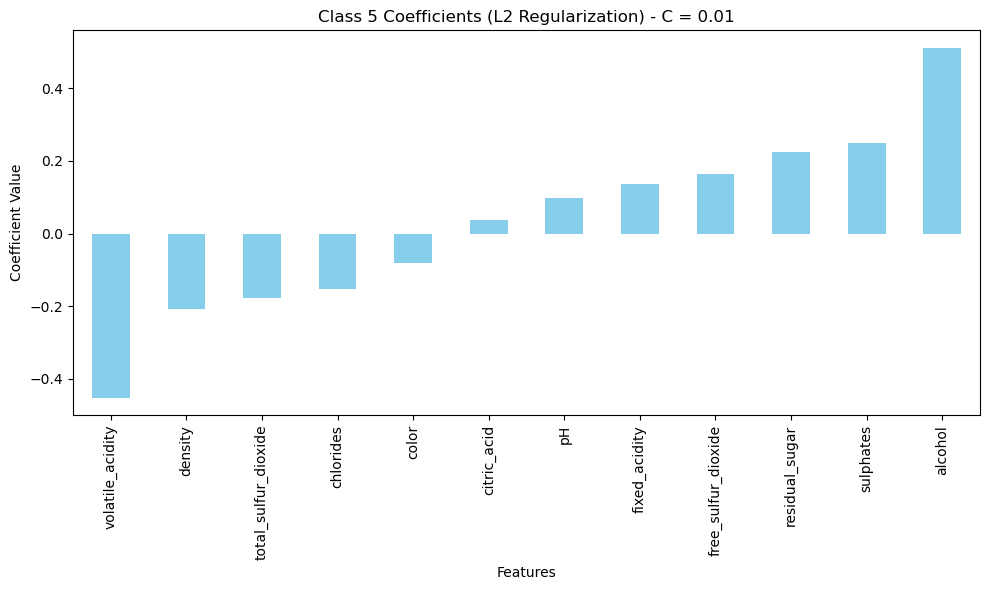 Class 5 Coefficients (L2 Regularization) - C = 0.01
Coefficient Value
0.4
0.2
0.0
−0.2
−0.4
volatile_acidity
density
total_sulfur_dioxide
chlorides
color
citric_acid
pH
fixed_acidity
free_sulfur_dioxide
residual_sugar
sulphates
alcohol
Features